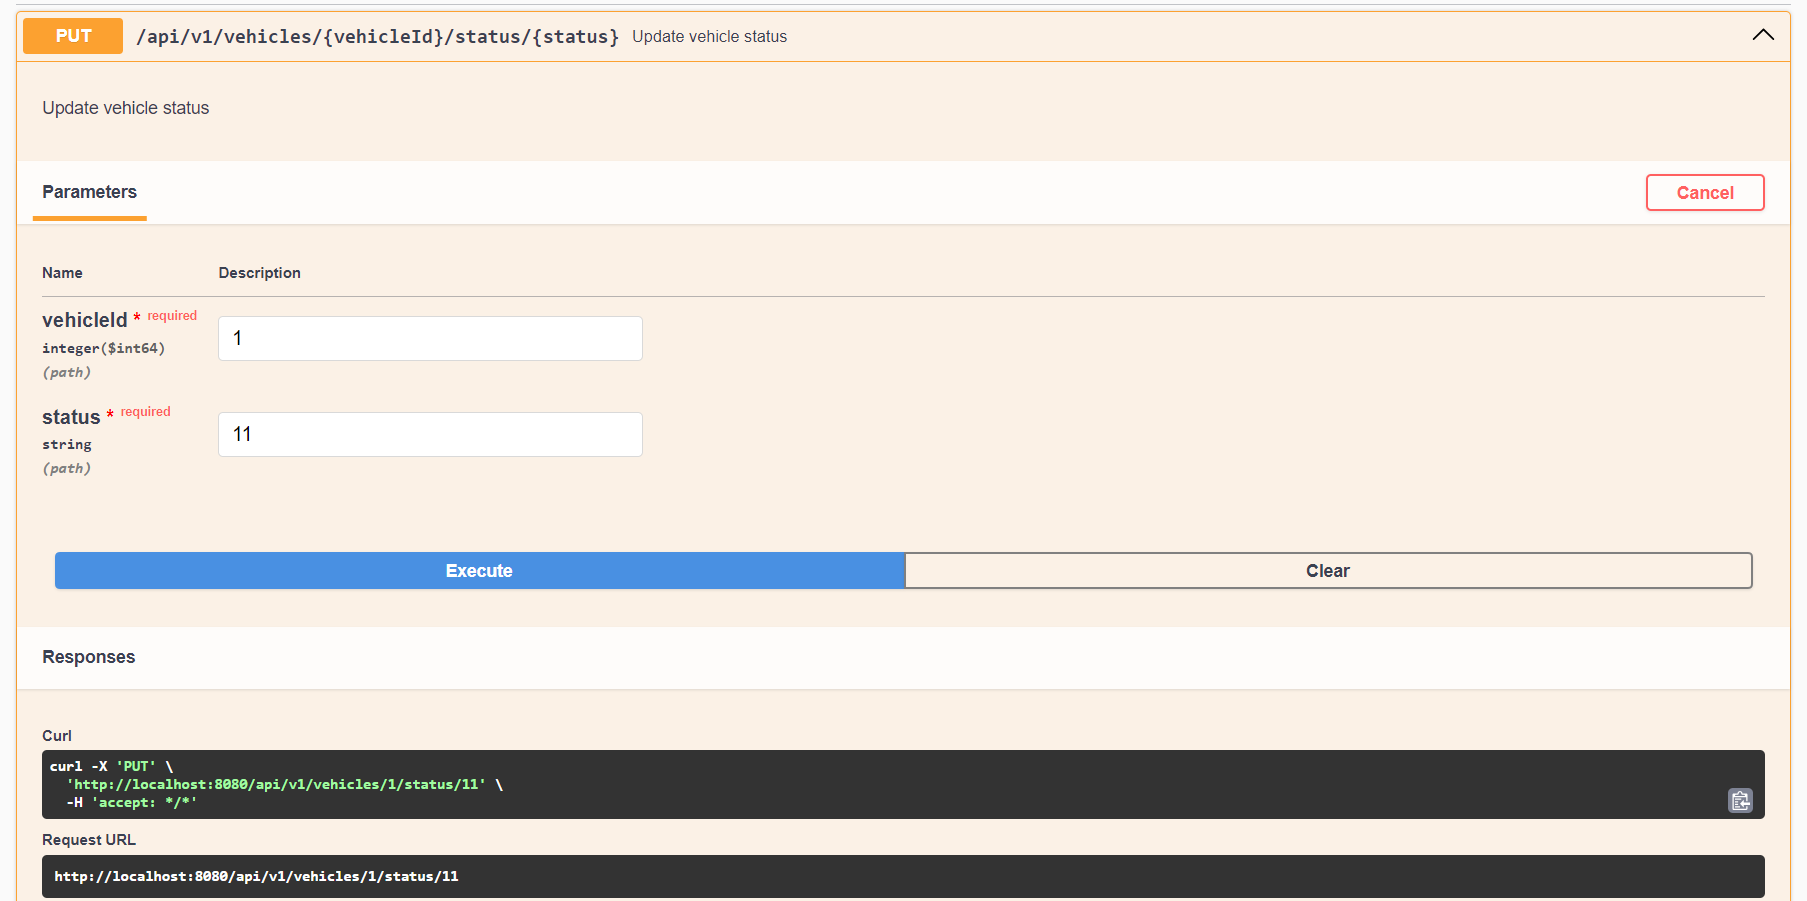 PUT /api/v1/vehicles/{vehicleId}/status/{status} Update vehicle status
Update vehicle status
Parameters
Cancel
Name Description
vehicleId * required
integer($int64)
(path)
1
status * required
string
(path)
11
Execute
Clear
Responses
Curl
curl -X 'PUT' \
'http://localhost:8080/api/v1/vehicles/1/status/11' \
-H 'accept: */*'
Request URL
http://localhost:8080/api/v1/vehicles/1/status/11